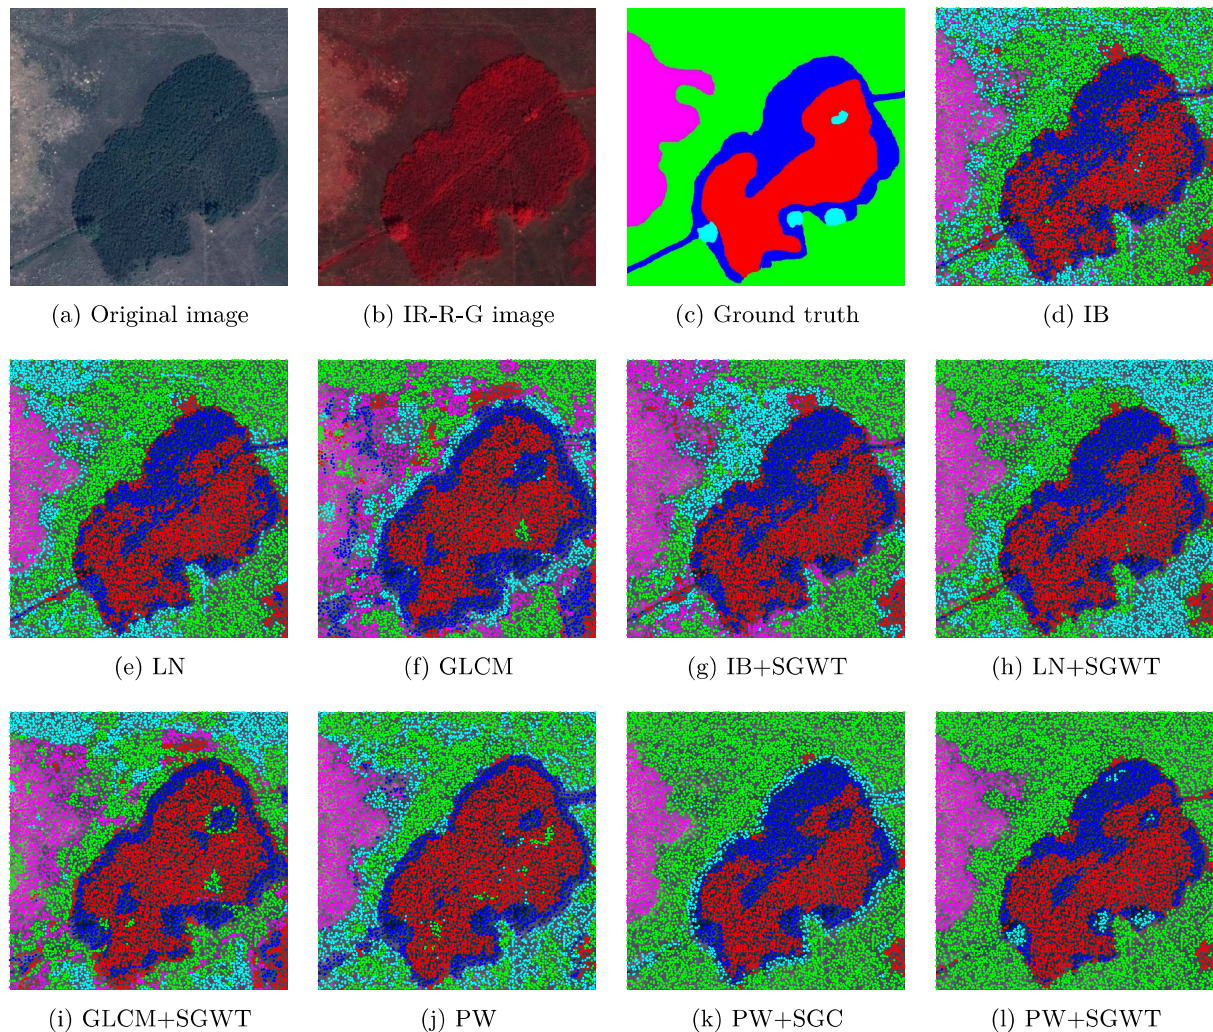 (a) Original image
(b) IR-R-G image
(c) Ground truth
(d) IB
(e) LN
(f) GLCM
(g) IB+SGWT
(h) LN+SGWT
(i) GLCM+SGWT
(j) PW
(k) PW+SGC
(l) PW+SGWT